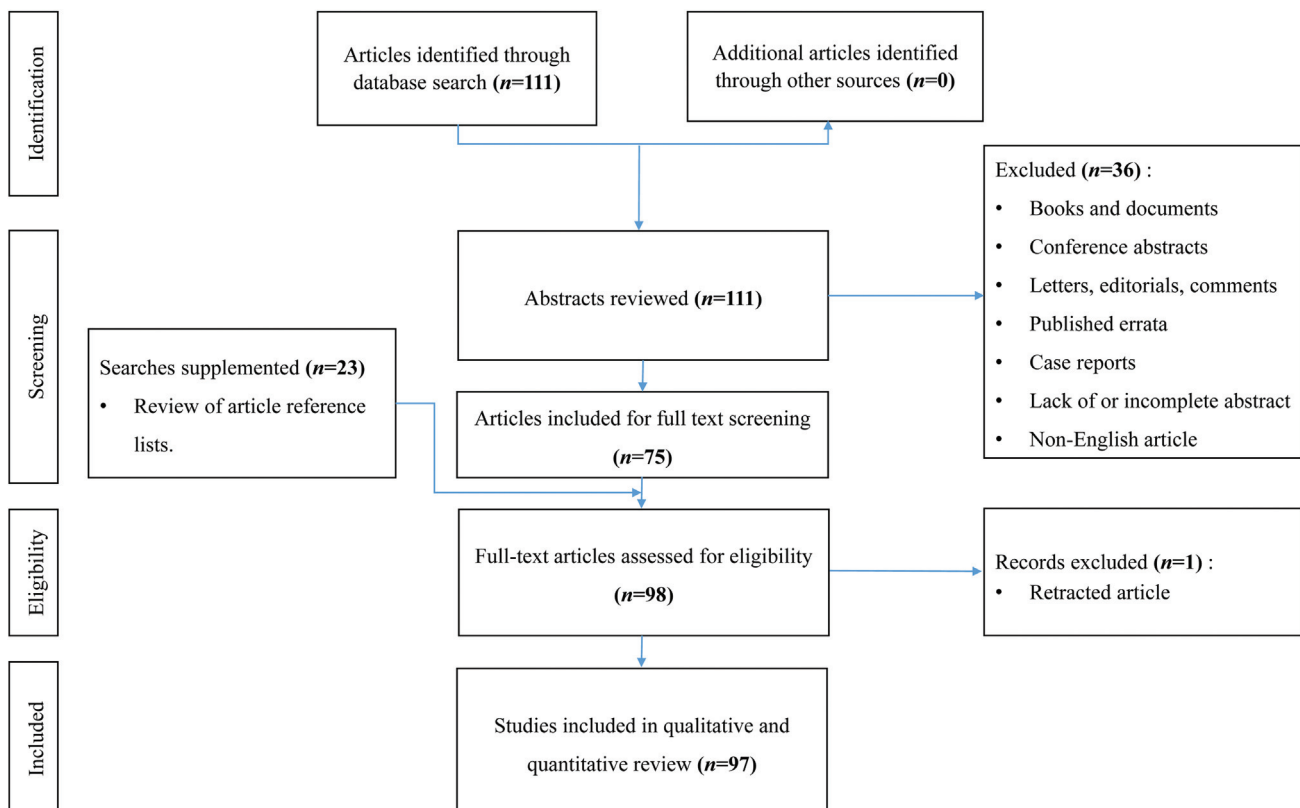 Identification
Articles identified through
database search (n=111)
Additional articles identified
through other sources (n=0)
Screening
Abstracts reviewed (n=111)
Excluded (n=36) :
• Books and documents
• Conference abstracts
• Letters, editorials, comments
• Published errata
• Case reports
• Lack of or incomplete abstract
• Non-English article
Searches supplemented (n=23)
• Review of article reference
lists.
Articles included for full text screening
(n=75)
Eligibility
Full-text articles assessed for eligibility
(n=98)
Records excluded (n=1) :
• Retracted article
Included
Studies included in qualitative and
quantitative review (n=97)